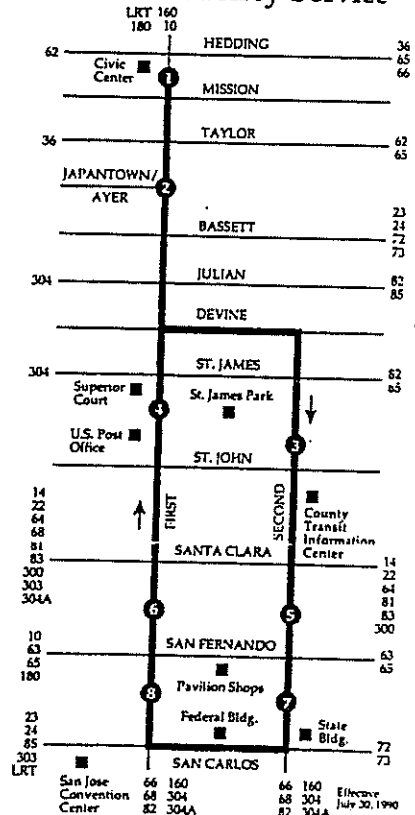 Service
LRT 160
180 10
HEDDING
62
36
65
66
Civic
Center
1
MISSION
TAYLOR
36
62
65
JAPANTOWN/
AYER
2
23
24
72
73
BASSETT
JULIAN
304
82
85
DEVINE
ST. JAMES
304
82
65
Superior
Court
St. James Park
4
U.S. Post
Office
3
ST. JOHN
14
22
64
68
81
83
300
303
304A
FIRST
SECOND
County
Transit
Information
Center
SANTA CLARA
14
22
64
81
83
300
6
5
10
63
65
180
SAN FERNANDO
63
65
Pavilion Shops
8
7
23
24
85
303
LRT
Federal Bldg.
State
Bldg.
72
73
SAN CARLOS
San Jose
Convention
Center
66 160
68 304
82 304A
66 160
68 304
82 304A
Effective
July 30, 1990